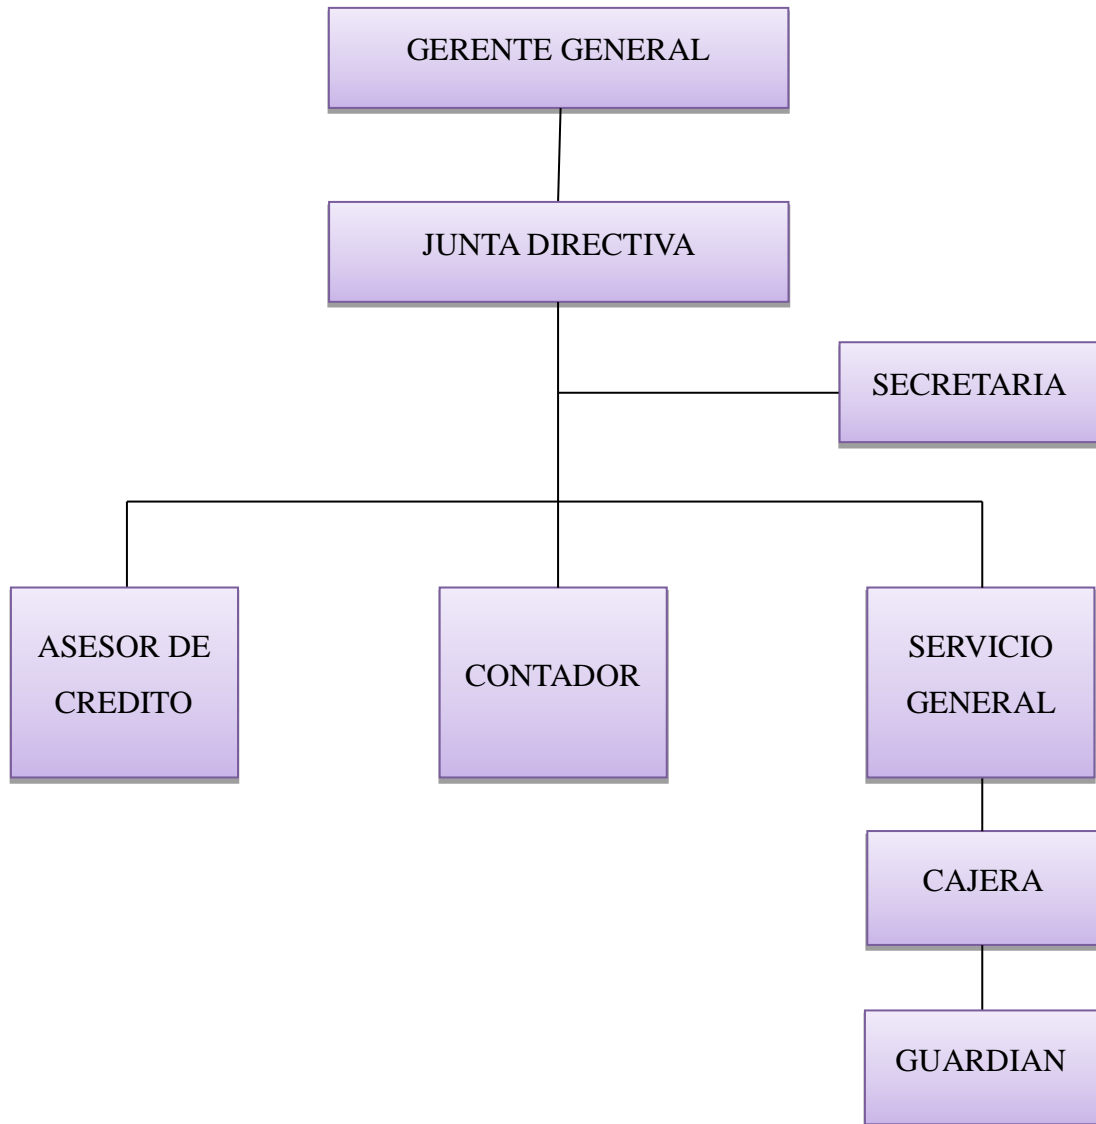 GERENTE GENERAL
JUNTA DIRECTIVA
SECRETARIA
ASESOR DE
CREDITO
CONTADOR
SERVICIO
GENERAL
CAJERA
GUARDIAN